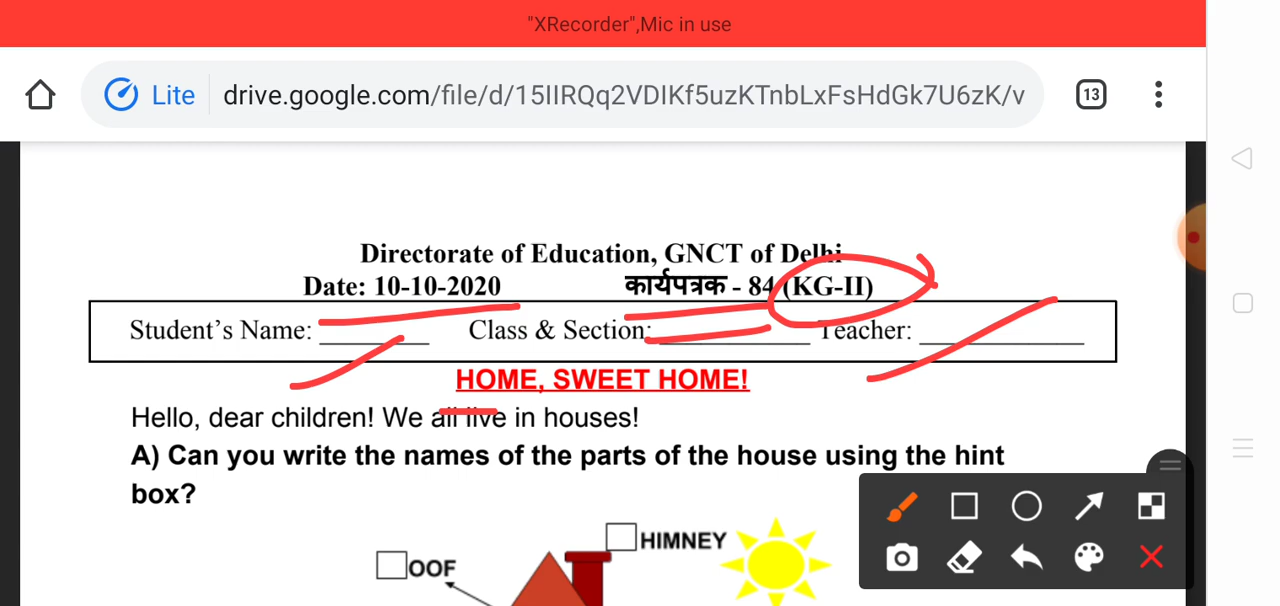 "XRecorder",Mic in use
Lite drive.google.com/file/d/15IIRQq2VDIKf5uzKTnbLxFsHdGk7U6zK/v 13
Directorate of Education, GNCT of Delhi
Date: 10-10-2020 कार्यपत्रक - 84 (KG-II)
Student’s Name: ________ Class & Section: ___________ Teacher: ____________
HOME, SWEET HOME!
Hello, dear children! We all live in houses!
A) Can you write the names of the parts of the house using the hint
box?
HIMNEY
OOF